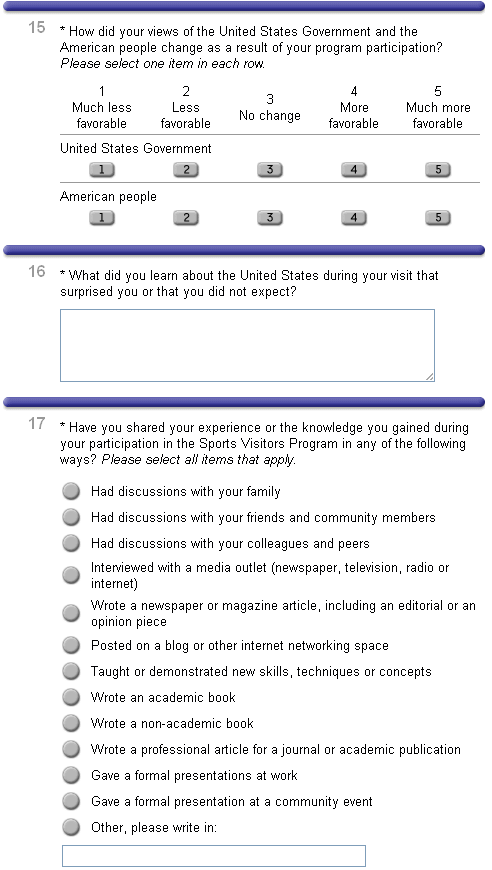 15 * How did your views of the United States Government and the
American people change as a result of your program participation?
Please select one item in each row.
1 2 3 4 5
Much less Less No change More Much more
favorable favorable favorable favorable
United States Government
1 2 3 4 5
American people
1 2 3 4 5
16 * What did you learn about the United States during your visit that
surprised you or that you did not expect?
17 * Have you shared your experience or the knowledge you gained during
your participation in the Sports Visitors Program in any of the following
ways? Please select all items that apply.
Had discussions with your family
Had discussions with your friends and community members
Had discussions with your colleagues and peers
Interviewed with a media outlet (newspaper, television, radio or
internet)
Wrote a newspaper or magazine article, including an editorial or an
opinion piece
Posted on a blog or other internet networking space
Taught or demonstrated new skills, techniques or concepts
Wrote an academic book
Wrote a non-academic book
Wrote a professional article for a journal or academic publication
Gave a formal presentations at work
Gave a formal presentation at a community event
Other, please write in: